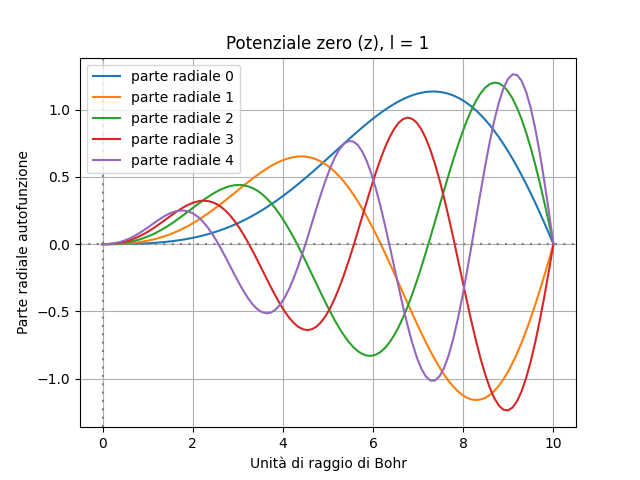 Potenziale zero (z), l = 1
parte radiale 0
parte radiale 1
parte radiale 2
parte radiale 3
parte radiale 4
1.0
0.5
0.0
−0.5
−1.0
Parte radiale autofunzione
0 2 4 6 8 10
Unità di raggio di Bohr